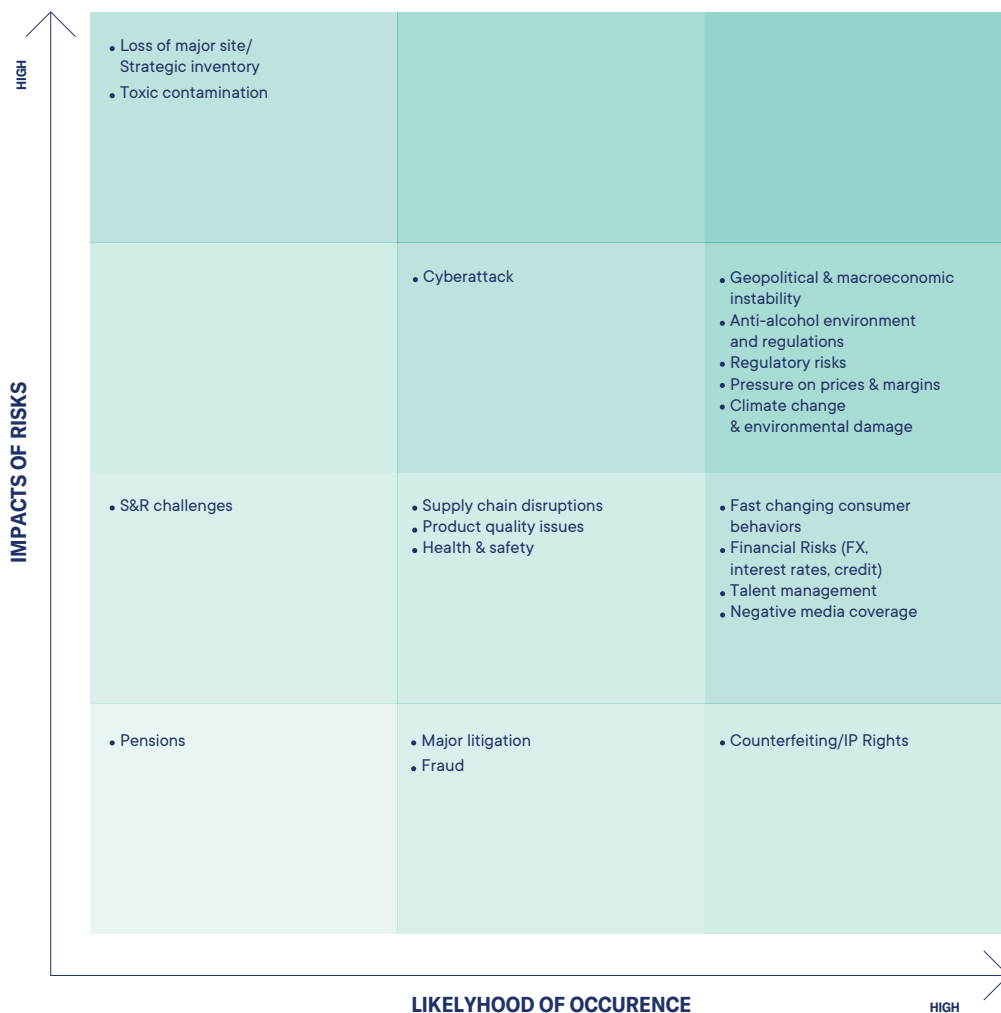 HIGH
IMPACTS OF RISKS
• Loss of major site/
Strategic inventory
• Toxic contamination
• Cyberattack
• Geopolitical & macroeconomic
instability
• Anti-alcohol environment
and regulations
• Regulatory risks
• Pressure on prices & margins
• Climate change
& environmental damage
• S&R challenges
• Supply chain disruptions
• Product quality issues
• Health & safety
• Fast changing consumer
behaviors
• Financial Risks (FX,
interest rates, credit)
• Talent management
• Negative media coverage
• Pensions
• Major litigation
• Fraud
• Counterfeiting/IP Rights
LIKELYHOOD OF OCCURENCE
HIGH